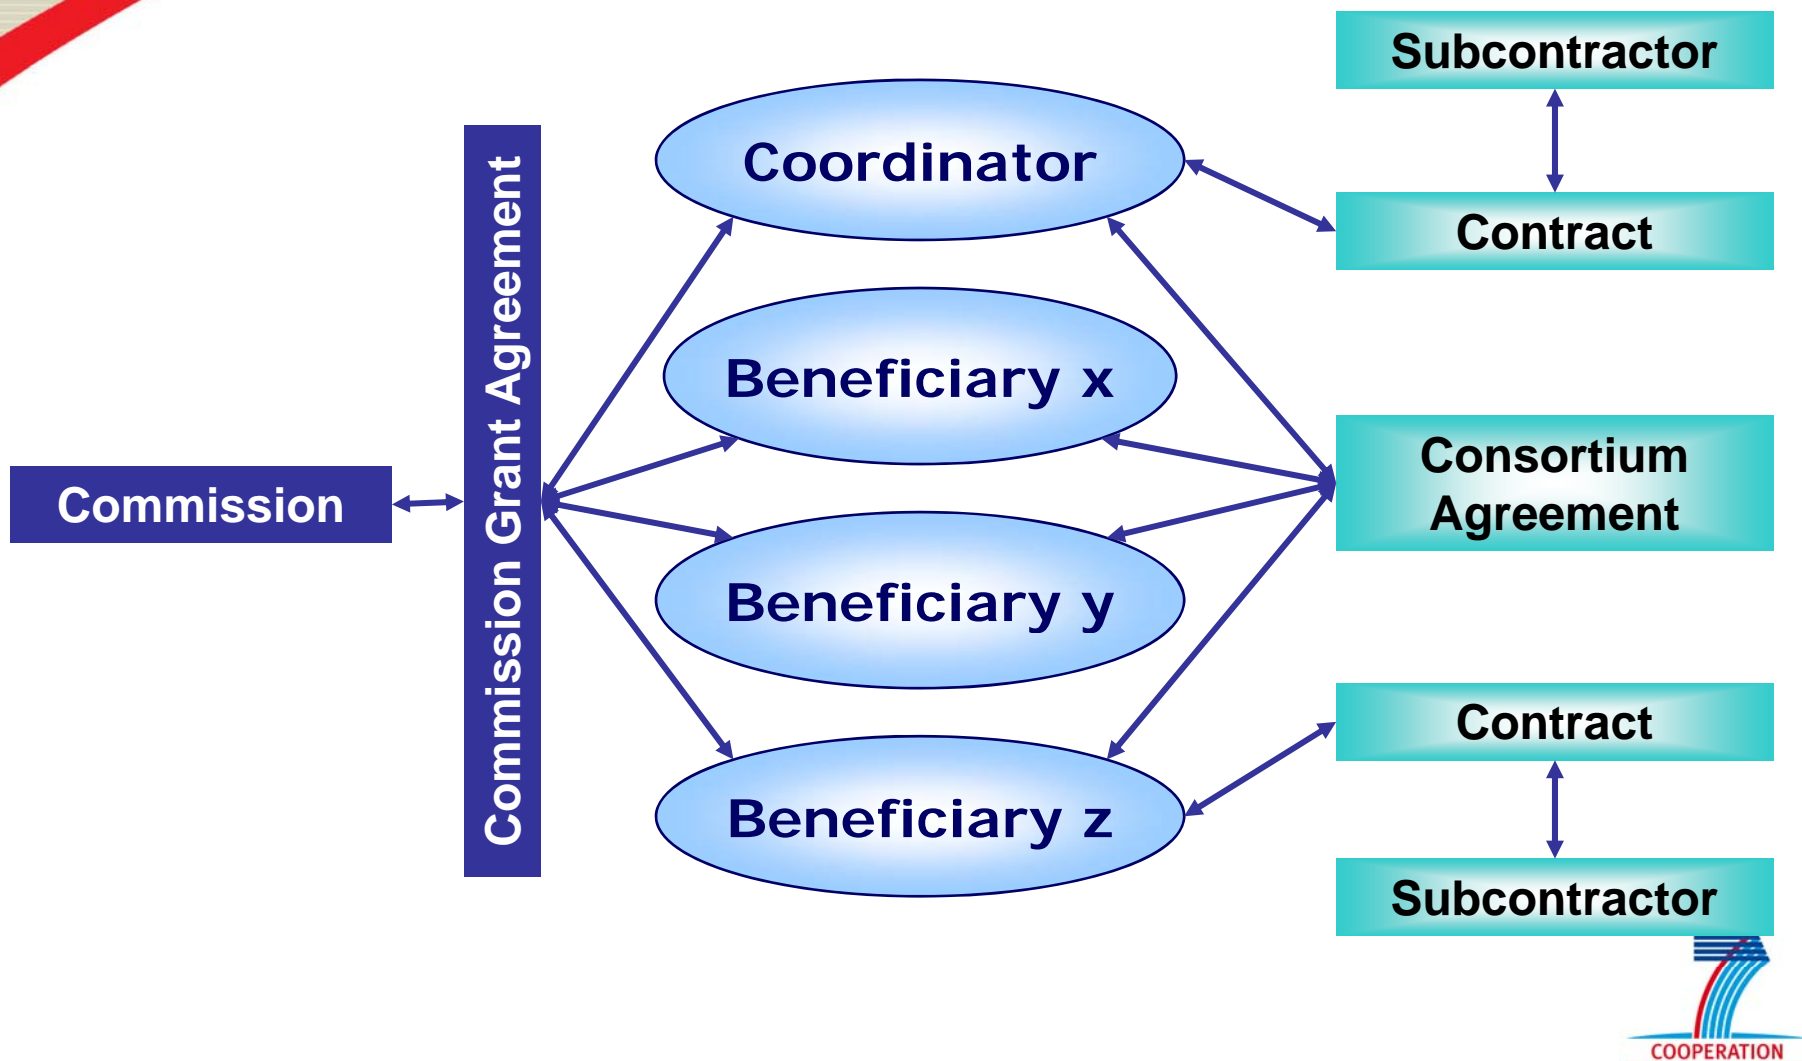 Subcontractor
Coordinator
Contract
Commission Grant Agreement
Beneficiary x
Commission
Consortium
Agreement
Beneficiary y
Contract
Beneficiary z
Subcontractor
COOPERATION